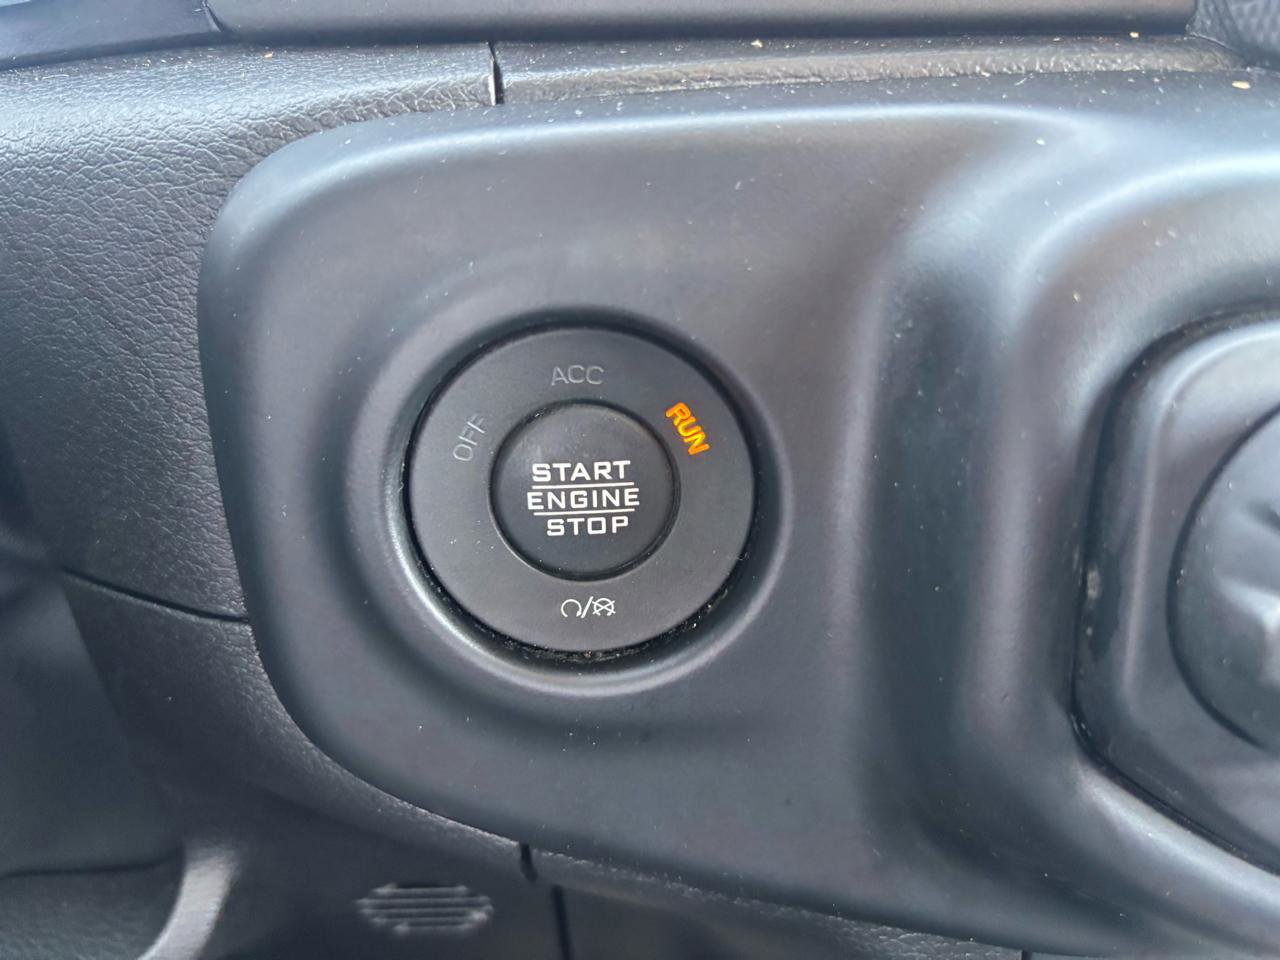 ACC
OFF
RUN
START
ENGINE
STOP